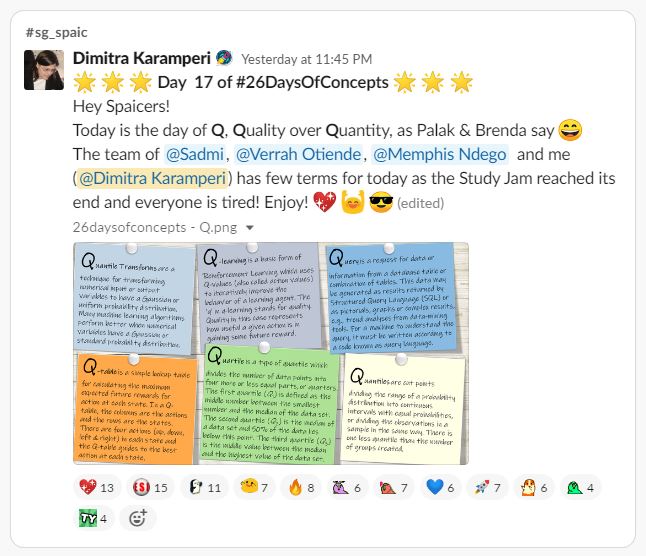 #sg_spaic
Dimitra Karamperi Yesterday at 11:45 PM
Day 17 of #26DaysOfConcepts
Hey Spaicers!
Today is the day of Q, Quality over Quantity, as Palak & Brenda say
The team of @Sadmi, @Verrah Otiende, @Memphis Ndego and me
(@Dimitra Karamperi) has few terms for today as the Study Jam reached its
end and everyone is tired! Enjoy! (edited)
26daysofconcepts - Q.png
Quantile Transforms are a
technique for transforming
numerical input or output
variables to have a Gaussian or
uniform probability distribution.
Many machine learning algorithms
perform better when numerical
variables have a Gaussian or
standard probability distribution.
Q-learning is a basic form of
Reinforcement Learning which uses
Q-values (also called action values)
to iteratively improve the
behavior of a learning agent. The
'q' in q-learning stands for quality.
Quality in this case represents
how useful a given action is in
gaining some future reward.
Query is a request for data or
information from a database table or
combination of tables. This data may
be generated as results returned by
Structured Query Language (SQL) or
as pictorials, graphs or complex results,
e.g., trend analyses from data-mining
tools. For a machine to understand the
query, it must be written according to
a code known as query language.
Q-table is a simple lookup table
for calculating the maximum
expected future rewards for
action at each state. In a Q-
table, the columns are the actions
and the rows are the states.
There are four actions (up, down,
left & right) in each state and
the Q-table guides to the best
action at each state.
Quartile is a type of quantile which
divides the number of data points into
four more or less equal parts, or quarters.
The first quartile (Q1) is defined as the
middle number between the smallest
number and the median of the data set.
The second quartile (Q2) is the median of
a data set and 50% of the data lies
below this point. The third quartile (Q3)
is the middle value between the median
and the highest value of the data set.
Quantiles are cut points
dividing the range of a probability
distribution into continuous
intervals with equal probabilities,
or dividing the observations in a
sample in the same way. There is
one less quantile than the number
of groups created.
13 15 11 7 8 6 7 6 7 6 4
TY 4